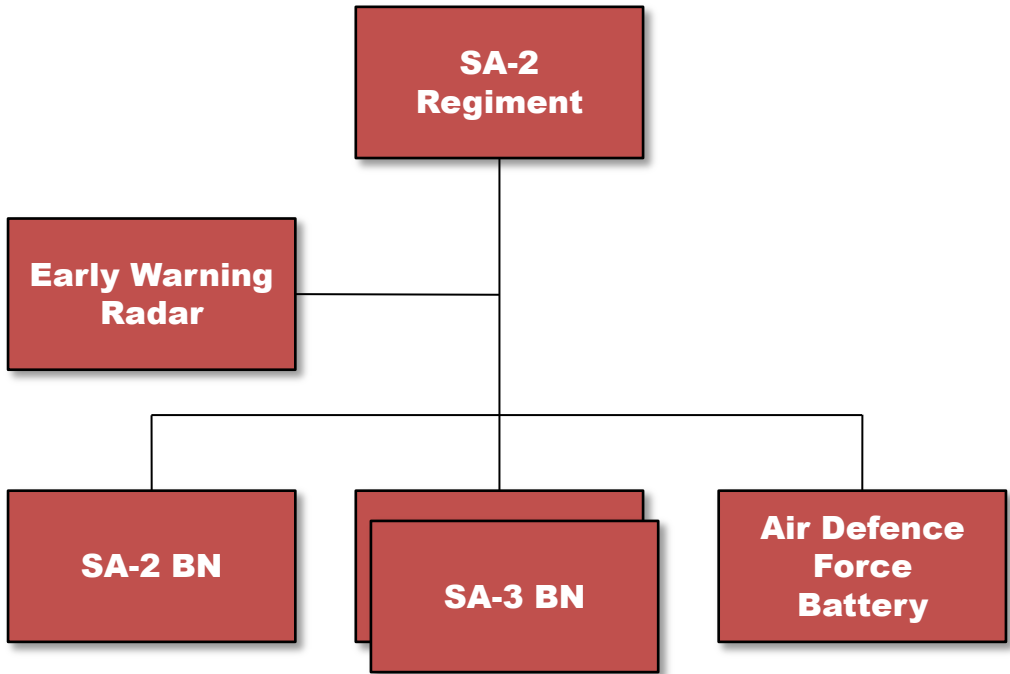 SA-2
Regiment
Early Warning
Radar
SA-2 BN
SA-3 BN
Air Defence
Force
Battery